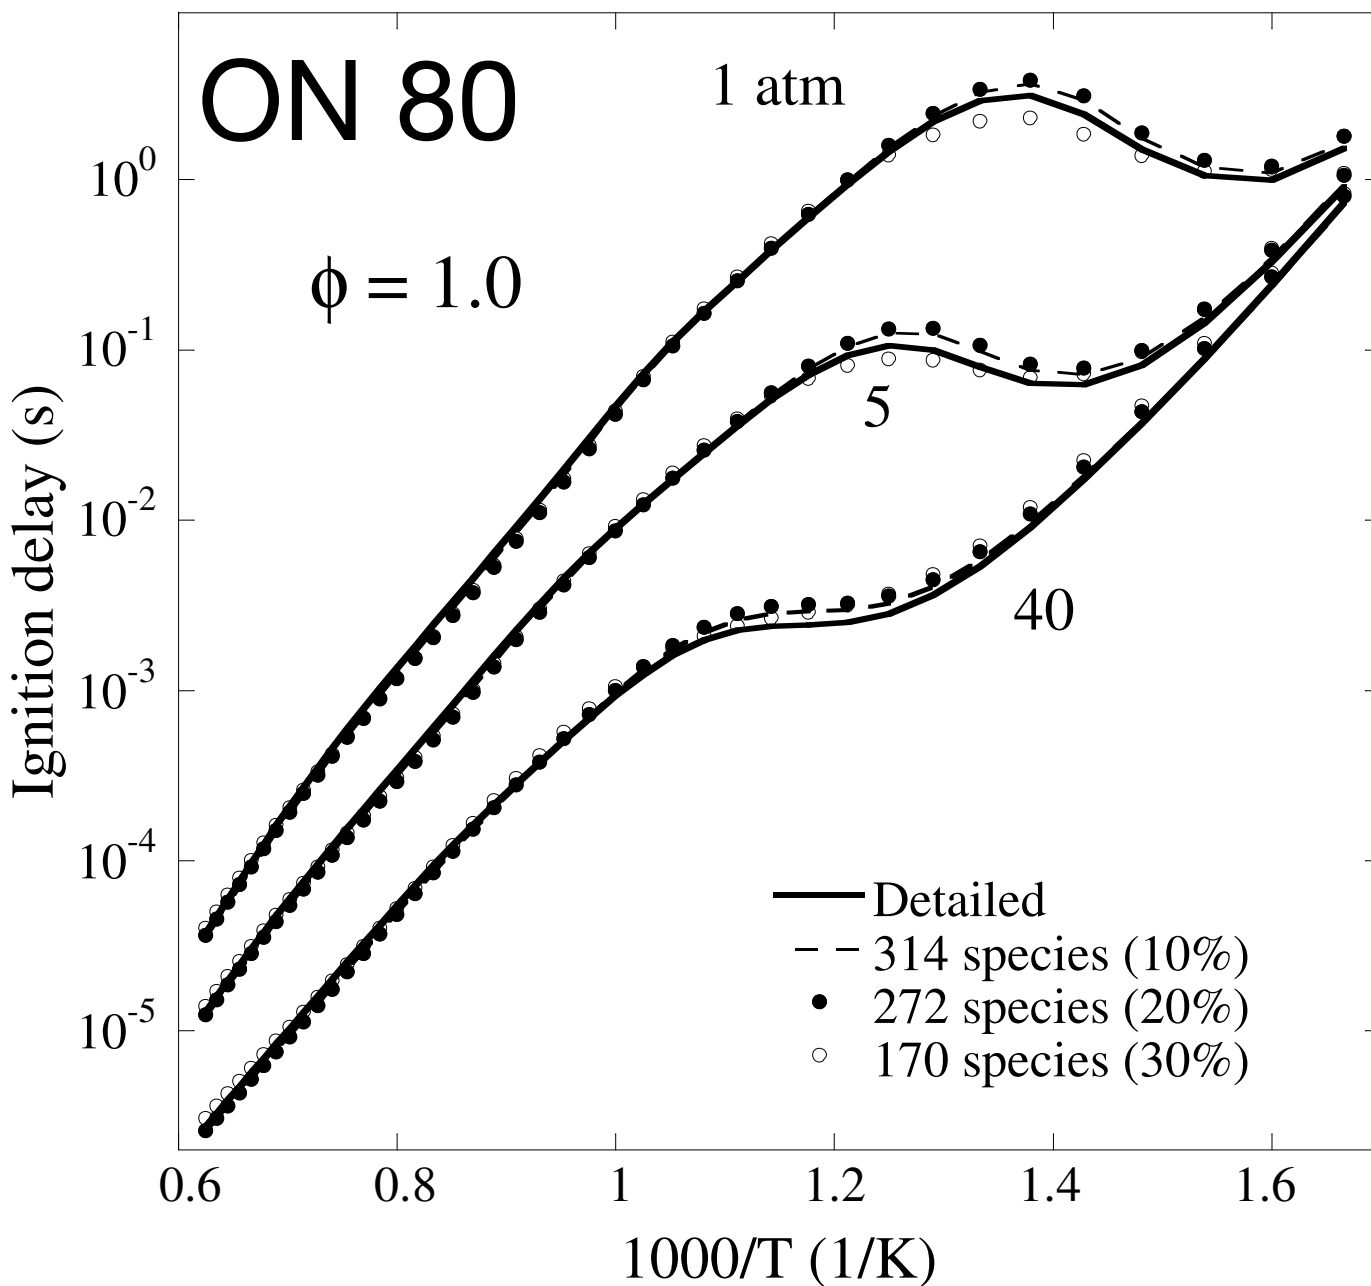 ON 80
1 atm
ϕ = 1.0
5
40
Ignition delay (s)
10^0
10^-1
10^-2
10^-3
10^-4
10^-5
Detailed
314 species (10%)
272 species (20%)
170 species (30%)
0.6 0.8 1 1.2 1.4 1.6
1000/T (1/K)